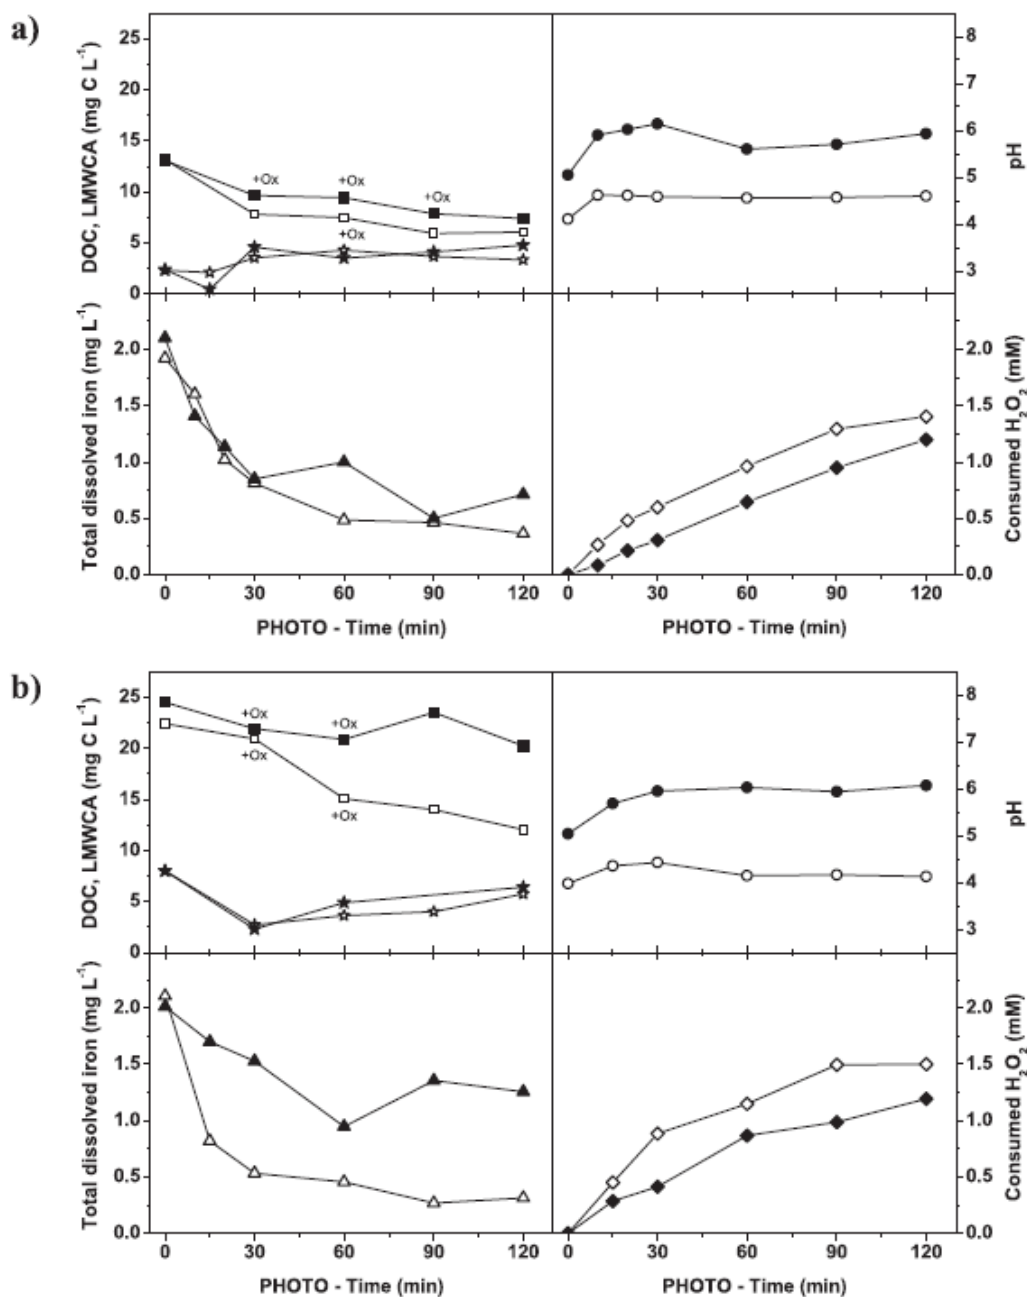 a)
DOC, LMWCA (mg C L-1)
25
20
15
10
5
0
+Ox
+Ox
+Ox
+Ox
8
7
6
5
4
3
pH
Total dissolved iron (mg L-1)
2.0
1.5
1.0
0.5
0.0
2.0
1.5
1.0
0.5
0.0
Consumed H2O2 (mM)
0 30 60 90 120
0 30 60 90 120
PHOTO - Time (min)
PHOTO - Time (min)
b)
DOC, LMWCA (mg C L-1)
25
20
15
10
5
0
+Ox
+Ox
+Ox
+Ox
8
7
6
5
4
3
pH
Total dissolved iron (mg L-1)
2.0
1.5
1.0
0.5
0.0
2.0
1.5
1.0
0.5
0.0
Consumed H2O2 (mM)
0 30 60 90 120
0 30 60 90 120
PHOTO - Time (min)
PHOTO - Time (min)